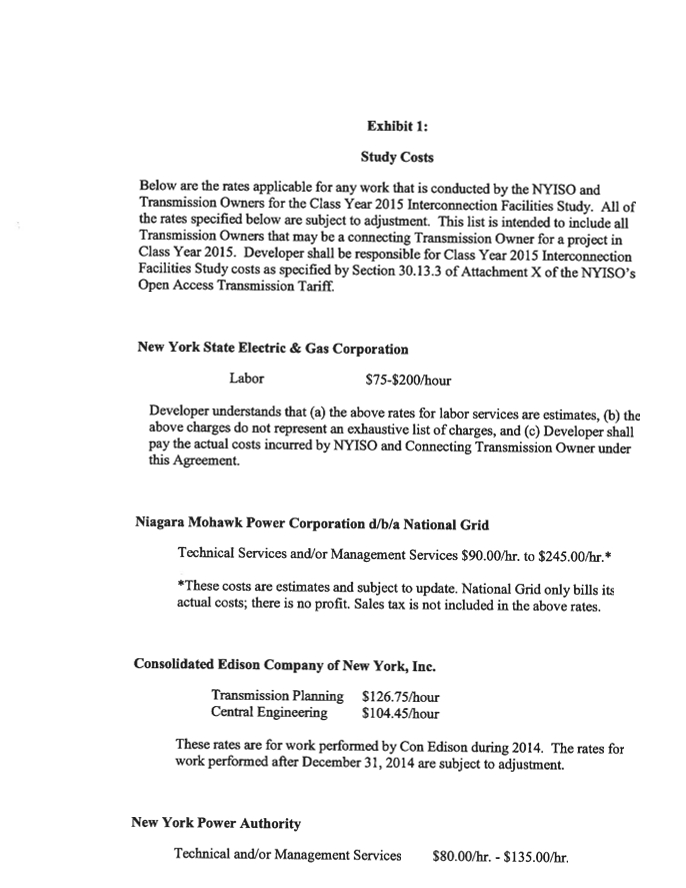 Exhibit 1:
Study Costs
Below are the rates applicable for any work that is conducted by the NYISO and
Transmission Owners for the Class Year 2015 Interconnection Facilities Study. All of
the rates specified below are subject to adjustment. This list is intended to include all
Transmission Owners that may be a connecting Transmission Owner for a project in
Class Year 2015. Developer shall be responsible for Class Year 2015 Interconnection
Facilities Study costs as specified by Section 30.13.3 of Attachment X of the NYISO's
Open Access Transmission Tariff.
New York State Electric & Gas Corporation
Labor $75-$200/hour
Developer understands that (a) the above rates for labor services are estimates, (b) the
above charges do not represent an exhaustive list of charges, and (c) Developer shall
pay the actual costs incurred by NYISO and Connecting Transmission Owner under
this Agreement.
Niagara Mohawk Power Corporation d/b/a National Grid
Technical Services and/or Management Services $90.00/hr. to $245.00/hr.*
*These costs are estimates and subject to update. National Grid only bills its
actual costs; there is no profit. Sales tax is not included in the above rates.
Consolidated Edison Company of New York, Inc.
Transmission Planning $126.75/hour
Central Engineering $104.45/hour
These rates are for work performed by Con Edison during 2014. The rates for
work performed after December 31, 2014 are subject to adjustment.
New York Power Authority
Technical and/or Management Services $80.00/hr. - $135.00/hr.